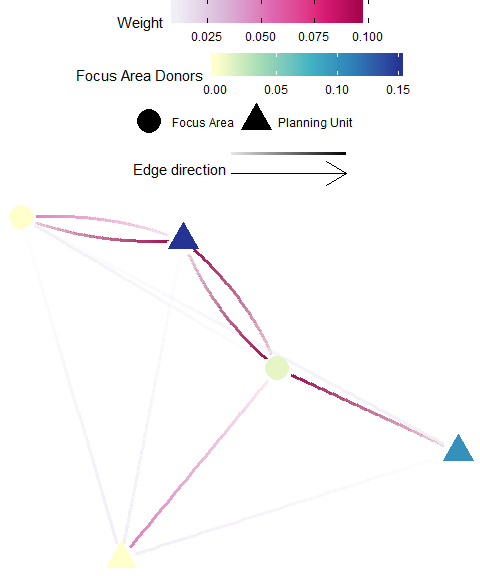 Weight
0.025 0.050 0.075 0.100
Focus Area Donors
0.00 0.05 0.10 0.15
Focus Area Planning Unit
Edge direction